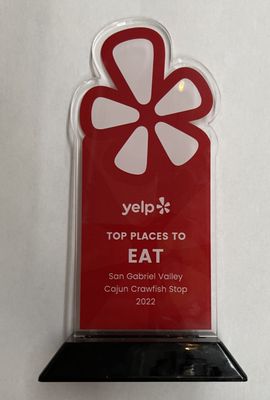 yelp
TOP PLACES TO
EAT
San Gabriel Valley
Cajun Crawfish Stop
2022